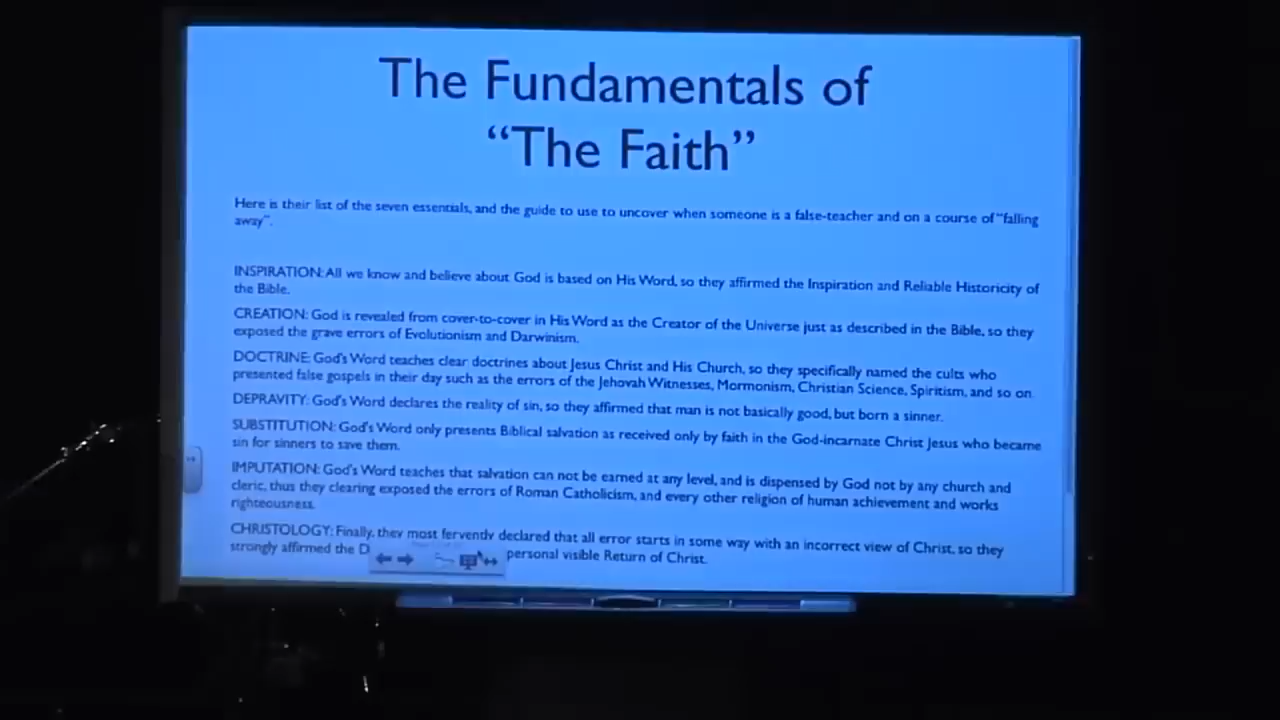 The Fundamentals of
“The Faith”
Here is their list of the seven essentials, and the guide to use to uncover when someone is a false-teacher and on a course of “falling
away”.
INSPIRATION: All we know and believe about God is based on His Word, so they affirmed the Inspiration and Reliable Historicity of
the Bible.
CREATION: God is revealed from cover-to-cover in His Word as the Creator of the Universe just as described in the Bible, so they
exposed the grave errors of Evolutionism and Darwinism.
DOCTRINE: God's Word teaches clear doctrines about Jesus Christ and His Church, so they specifically named the cults who
presented false gospels in their day such as the errors of the Jehovah Witnesses, Mormonism, Christian Science, Spiritism, and so on.
DEPRAVITY: God's Word declares the reality of sin, so they affirmed that man is not basically good, but born a sinner.
SUBSTITUTION: God's Word only presents Biblical salvation as received only by faith in the God-incarnate Christ Jesus who became
sin for sinners to save them.
IMPUTATION: God's Word teaches that salvation can not be earned at any level, and is dispensed by God not by any church and
cleric, thus they clearing exposed the errors of Roman Catholicism, and every other religion of human achievement and works
righteousness.
CHRISTOLOGY: Finally, they most fervently declared that all error starts in some way with an incorrect view of Christ, so they
strongly affirmed the D personal visible Return of Christ.